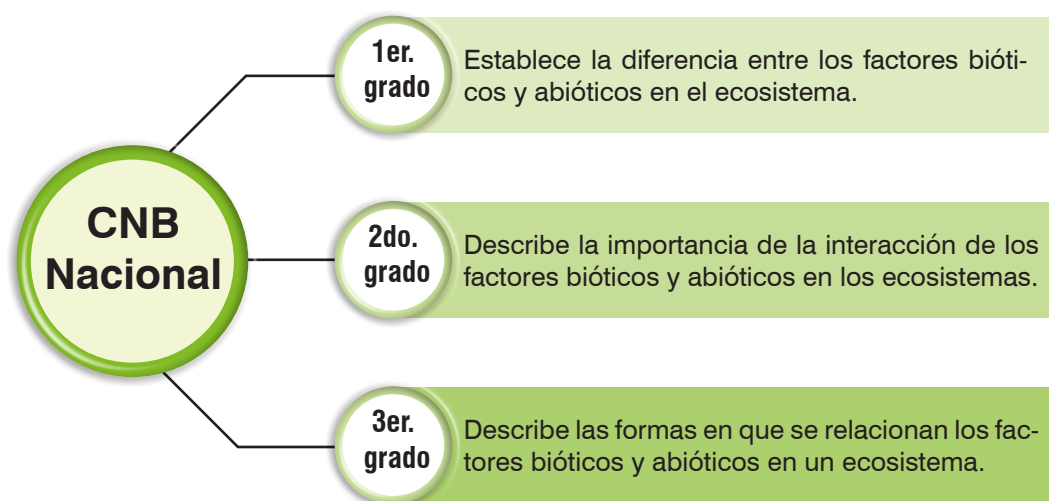 CNB
Nacional
1er.
grado
Establece la diferencia entre los factores bióti-
cos y abióticos en el ecosistema.
2do.
grado
Describe la importancia de la interacción de los
factores bióticos y abióticos en los ecosistemas.
3er.
grado
Describe las formas en que se relacionan los fac-
tores bióticos y abióticos en un ecosistema.